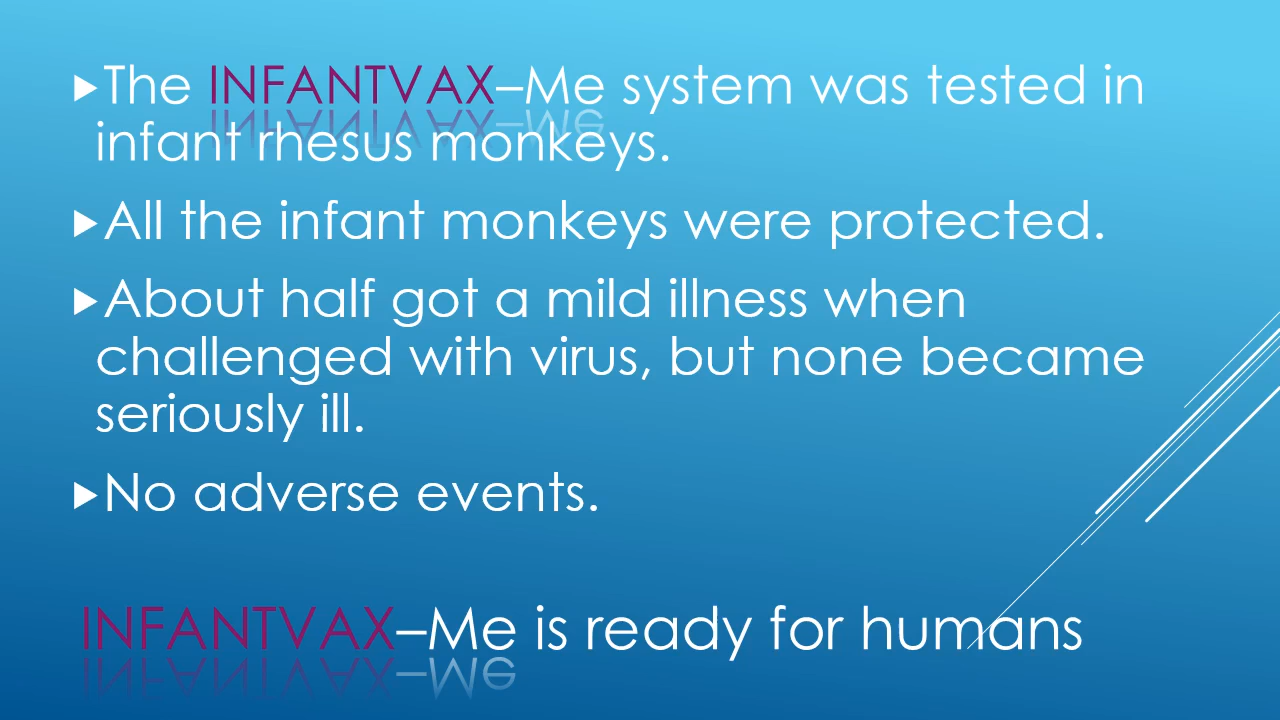 ▶The INFANTVAX–Me system was tested in
infant rhesus monkeys.
▶All the infant monkeys were protected.
▶About half got a mild illness when
challenged with virus, but none became
seriously ill.
▶No adverse events.
INFANTVAX–Me is ready for humans